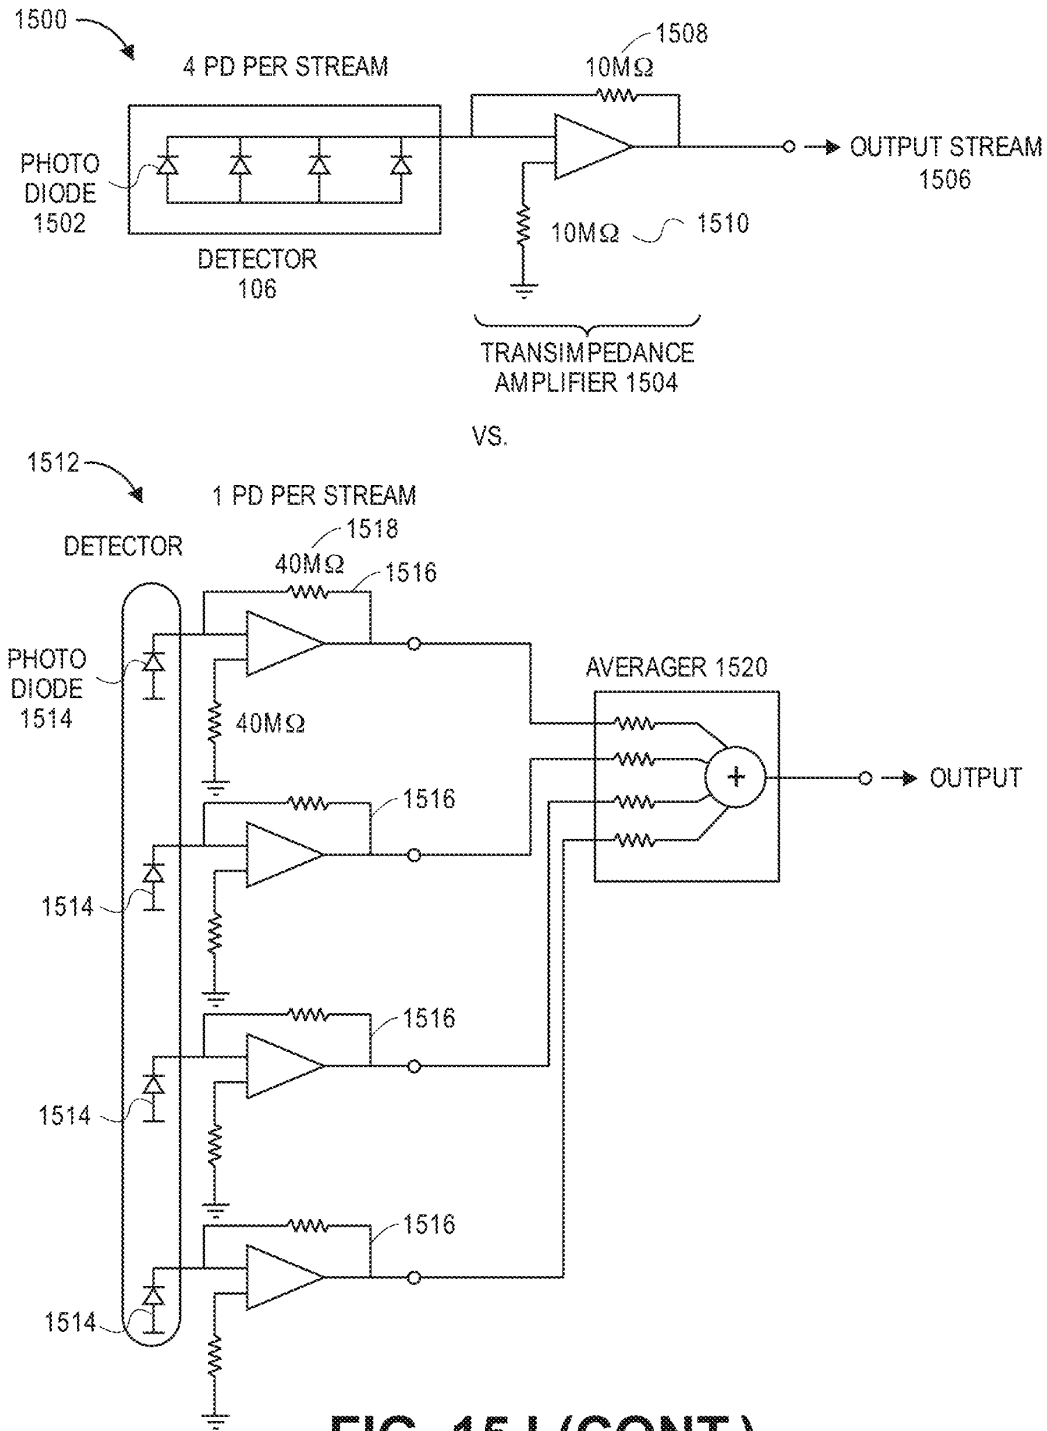 1500
1508
4 PD PER STREAM
10MΩ
PHOTO
DIODE
1502
OUTPUT STREAM
1506
10MΩ
1510
DETECTOR
106
TRANSIMPEDANCE
AMPLIFIER 1504
VS.
1512
1 PD PER STREAM
1518
DETECTOR
40MΩ
1516
PHOTO
DIODE
1514
AVERAGER 1520
40MΩ
+
OUTPUT
1516
1514
1516
1514
1516
1514